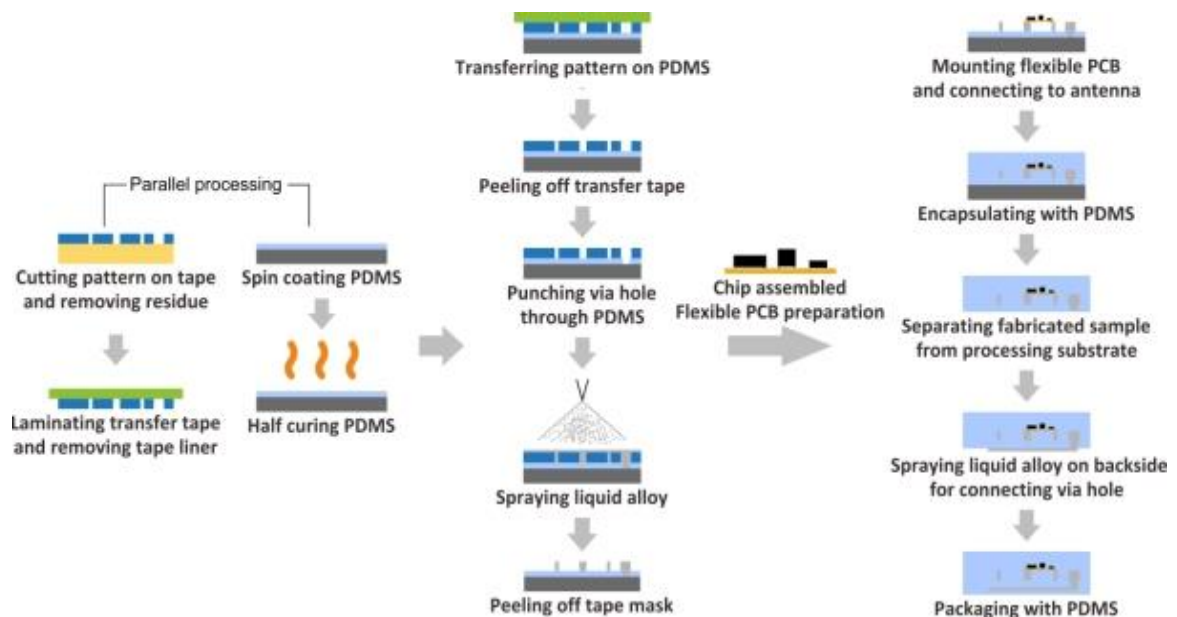 Parallel processing
Cutting pattern on tape
and removing residue
Laminating transfer tape
and removing tape liner
Spin coating PDMS
Half curing PDMS
Transferring pattern on PDMS
Peeling off transfer tape
Punching via hole
through PDMS
Spraying liquid alloy
Peeling off tape mask
Chip assembled
Flexible PCB preparation
Mounting flexible PCB
and connecting to antenna
Encapsulating with PDMS
Separating fabricated sample
from processing substrate
Spraying liquid alloy on backside
for connecting via hole
Packaging with PDMS